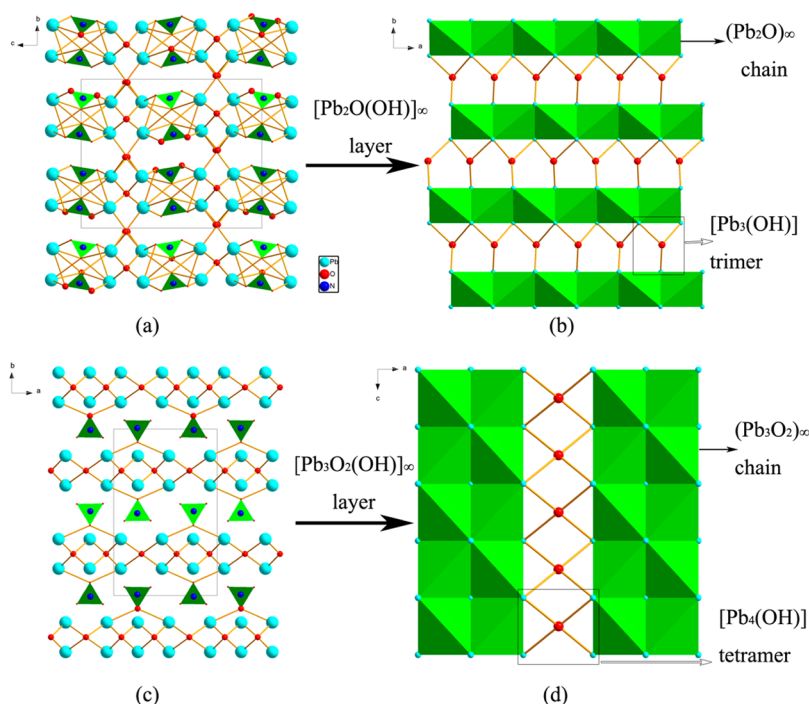 b
c
b
a
(Pb₂O)∞
chain
[Pb₂O(OH)]∞
layer
[Pb₃(OH)]
trimer
Pb
O
N
(a)
(b)
b
a
a
c
(Pb₃O₂)∞
chain
[Pb₃O₂(OH)]∞
layer
[Pb₄(OH)]
tetramer
(c)
(d)